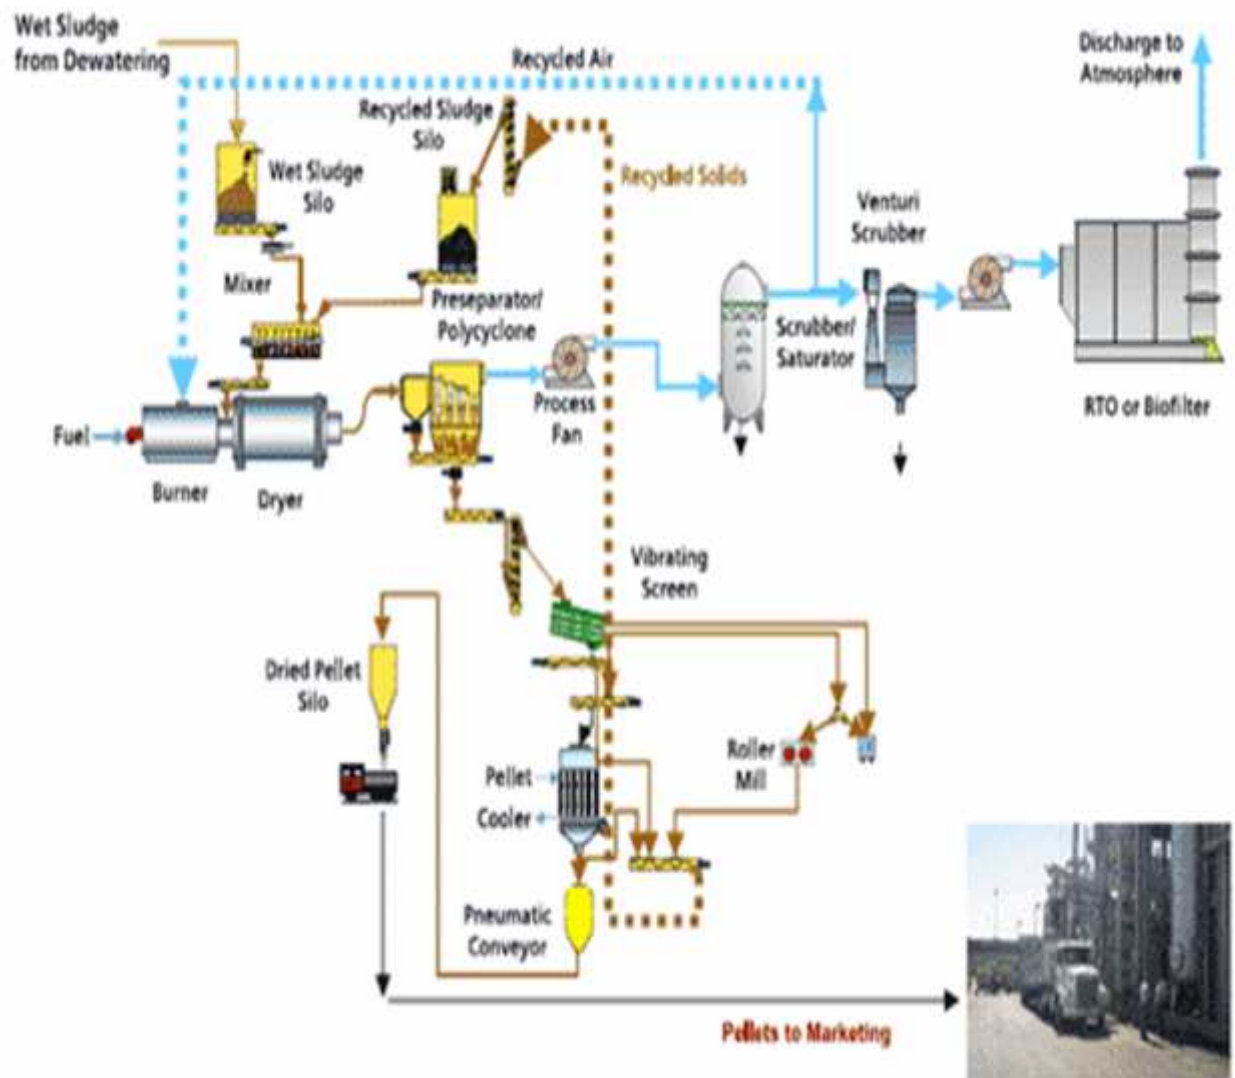 Wet Sludge
from Dewatering
Recycled Air
Discharge to
Atmosphere
Recycled Sludge
Silo
Wet Sludge
Silo
Recycled Solids
Venturi
Scrubber
Mixer
Preseparator/
Polycyclone
Scrubber/
Saturator
Process
Fan
RTO or Biofilter
Fuel
Burner
Dryer
Vibrating
Screen
Dried Pellet
Silo
Roller
Mill
Pellet
Cooler
Pneumatic
Conveyor
Pellets to Marketing